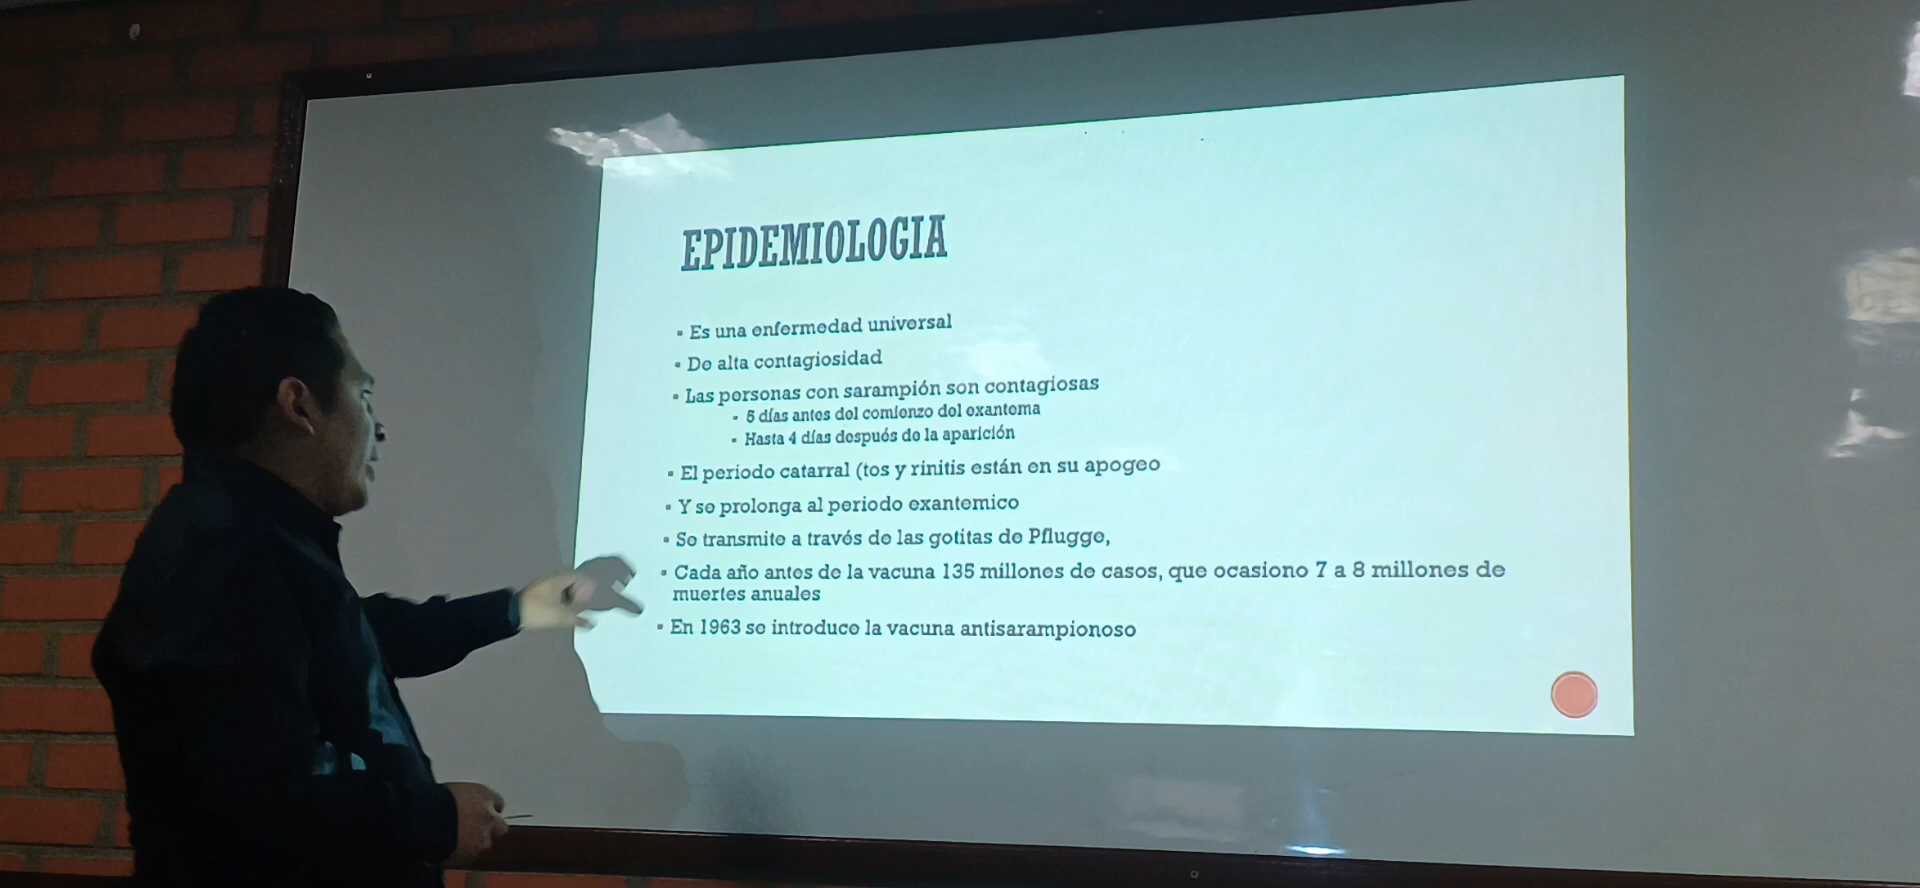 EPIDEMIOLOGIA
▪ Es una enfermedad universal
▪ De alta contagiosidad
▪ Las personas con sarampión son contagiosas
▪ 5 días antes del comienzo del exantema
▪ Hasta 4 días después de la aparición
▪ El periodo catarral (tos y rinitis están en su apogeo
▪ Y se prolonga al periodo exantemico
▪ Se transmite a través de las gotitas de Pflugge,
▪ Cada año antes de la vacuna 135 millones de casos, que ocasiono 7 a 8 millones de
muertes anuales
▪ En 1963 se introduce la vacuna antisarampionoso